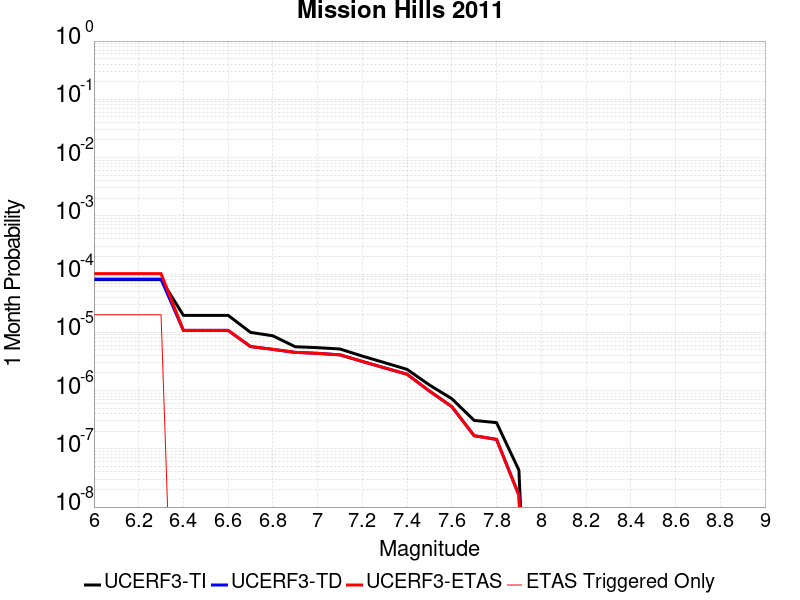 Mission Hills 2011
10^0
10^-1
10^-2
10^-3
10^-4
10^-5
10^-6
10^-7
10^-8
1 Month Probability
6 6.2 6.4 6.6 6.8 7 7.2 7.4 7.6 7.8 8 8.2 8.4 8.6 8.8 9
Magnitude
UCERF3-TI UCERF3-TD UCERF3-ETAS ETAS Triggered Only